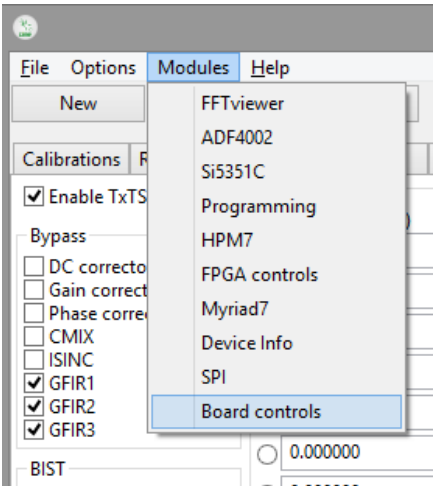 File Options Modules Help
New
FFTviewer
ADF4002
Calibrations
Si5351C
Enable TxTS
Programming
)
Bypass
HPM7
DC correcto
FPGA controls
Gain correct
Phase corre
Myriad7
CMIX
Device Info
ISINC
GFIR1
SPI
GFIR2
Board controls
GFIR3
0.000000
BIST